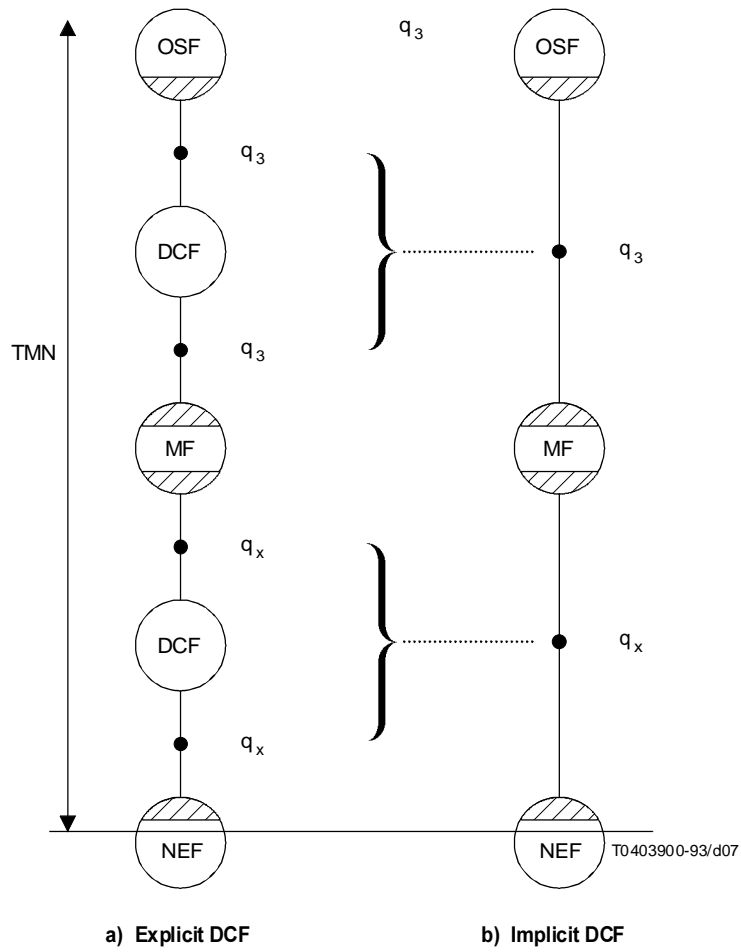 OSF
q3
OSF
q3
DCF
q3
TMN
q3
MF
MF
qx
DCF
qx
qx
NEF
NEF
T0403900-93/d07
a) Explicit DCF
b) Implicit DCF